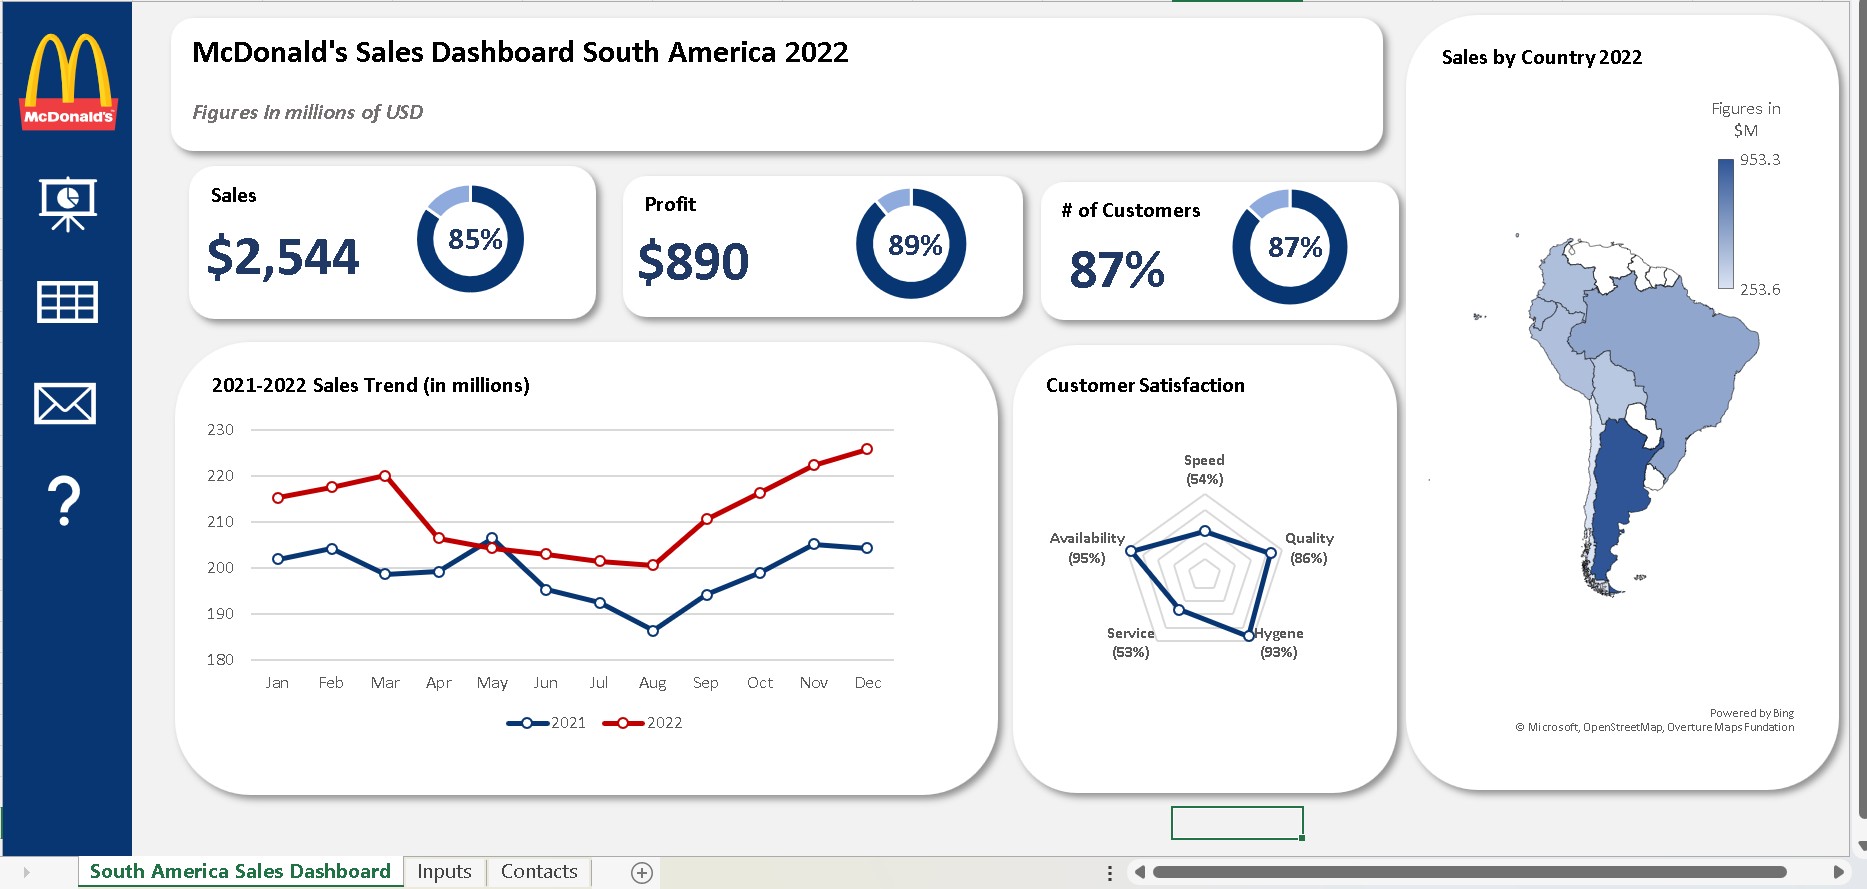 McDonald's
McDonald's Sales Dashboard South America 2022
Figures In millions of USD
Sales
$2,544
85%
Profit
$890
89%
# of Customers
87%
87%
2021-2022 Sales Trend (in millions)
230
220
210
200
190
180
Jan Feb Mar Apr May Jun Jul Aug Sep Oct Nov Dec
2021 2022
Customer Satisfaction
Speed
(54%)
Availability
(95%)
Quality
(86%)
Service
(53%)
Hygene
(93%)
Sales by Country 2022
Figures in
$M
953.3
253.6
Powered by Bing
© Microsoft, OpenStreetMap, Overture Maps Fundation
South America Sales Dashboard Inputs Contacts